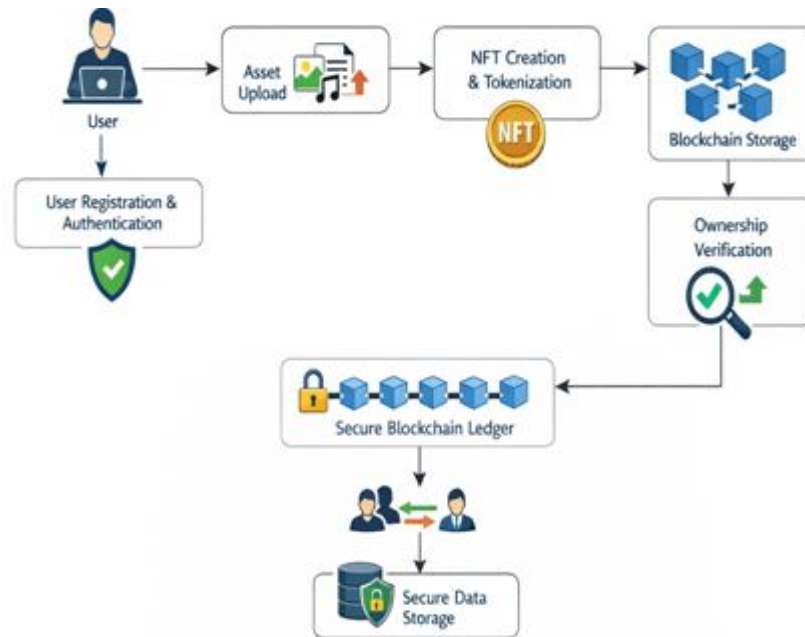 User
Asset
Upload
NFT Creation
& Tokenization
NFT
Blockchain Storage
User Registration &
Authentication
Ownership
Verification
Secure Blockchain Ledger
Secure Data
Storage